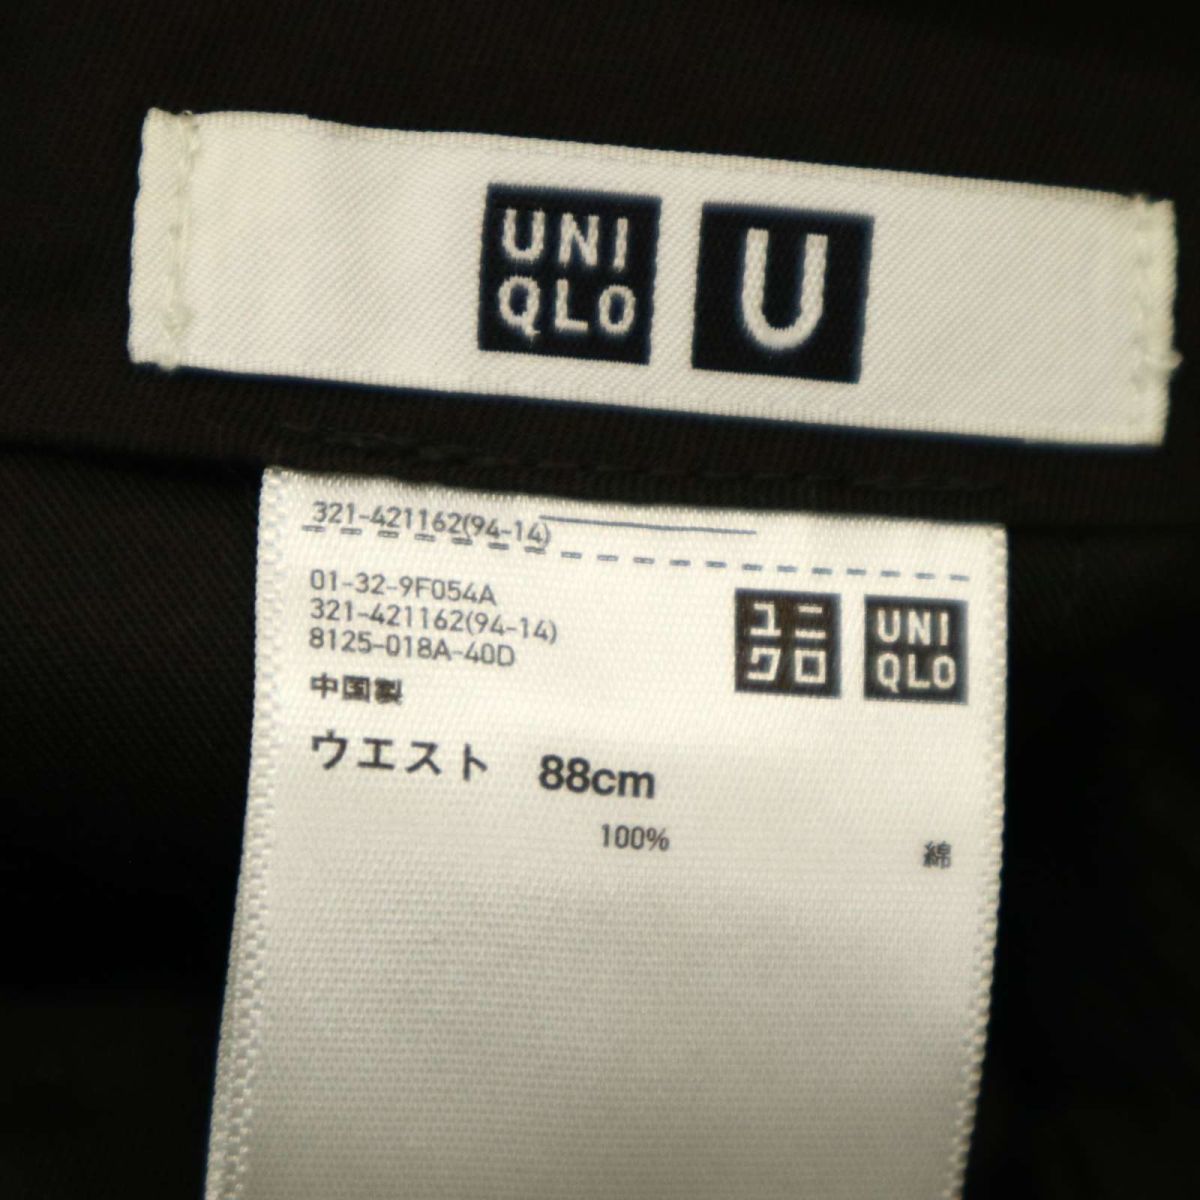 UNI
QLO
U
321-421162(94-14)
01-32-9F054A
321-421162(94-14)
8125-018A-40D
中国製
ユニ
クロ
UNI
QLO
ウエスト 88cm
100% 綿